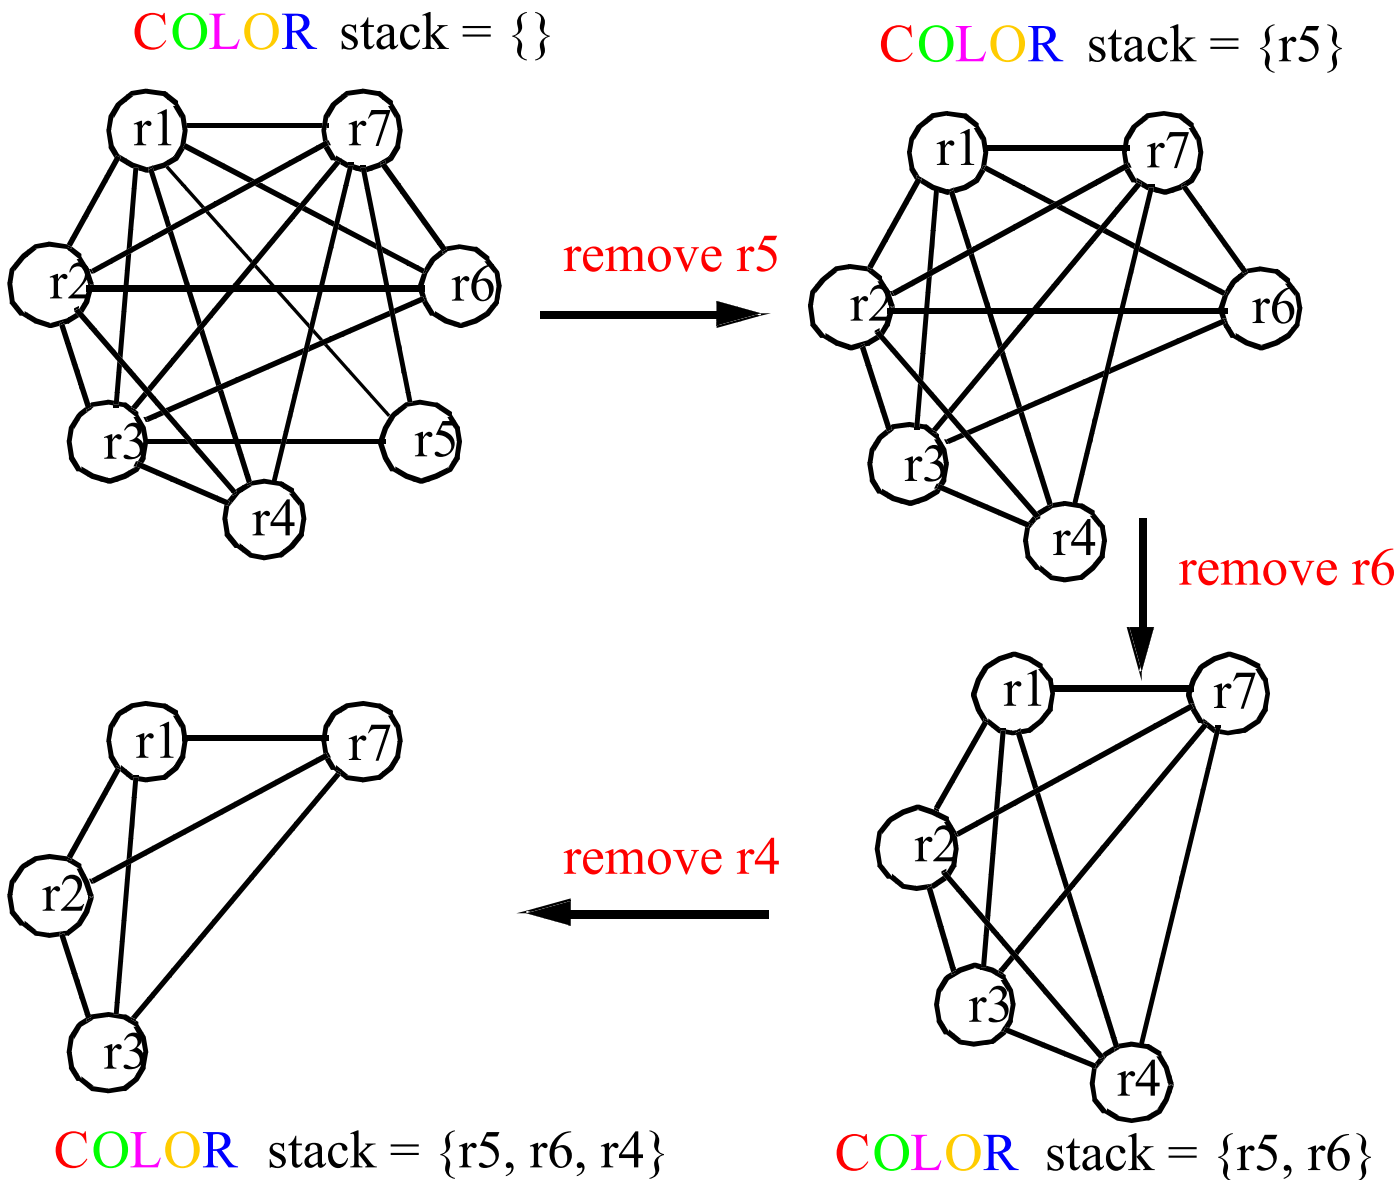 COLOR stack = {}
r1 r7
r2 r6
r3 r5
r4
remove r5
COLOR stack = {r5}
r1 r7
r2 r6
r3
r4
remove r6
r1 r7
r2
r3
r4
COLOR stack = {r5, r6}
remove r4
r1 r7
r2
r3
COLOR stack = {r5, r6, r4}